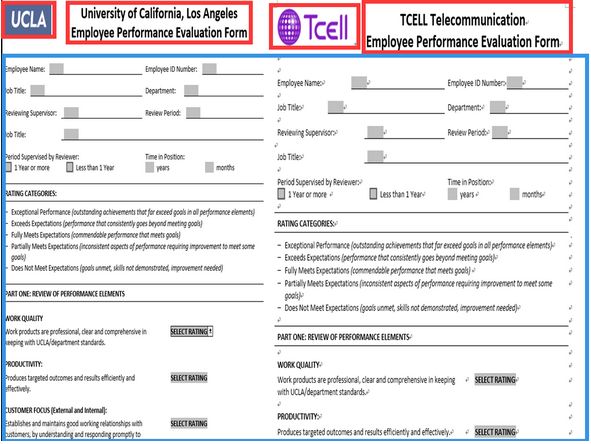 UCLA
University of California, Los Angeles
Employee Performance Evaluation Form
Employee Name:
Employee ID Number:
Job Title:
Department:
Reviewing Supervisor:
Review Period:
Job Title:
Period Supervised by Reviewer:
Time in Position:
1 Year or more
Less than 1 Year
years
months
RATING CATEGORIES:
– Exceptional Performance (outstanding achievements that far exceed goals in all performance elements)
– Exceeds Expectations (performance that consistently goes beyond meeting goals)
– Fully Meets Expectations (commendable performance that meets goals)
– Partially Meets Expectations (inconsistent aspects of performance requiring improvement to meet some
goals)
– Does Not Meet Expectations (goals unmet, skills not demonstrated, improvement needed)
PART ONE: REVIEW OF PERFORMANCE ELEMENTS
WORK QUALITY
Work products are professional, clear and comprehensive in
keeping with UCLA/department standards.
SELECT RATING
PRODUCTIVITY:
Produces targeted outcomes and results efficiently and
effectively.
SELECT RATING
CUSTOMER FOCUS (External and Internal):
Establishes and maintains good working relationships with
customers, by understanding and responding promptly to
SELECT RATING
Tcell
TCELL Telecommunication
Employee Performance Evaluation Form
Employee Name:
Employee ID Number:
Job Title:
Department:
Reviewing Supervisor:
Review Period:
Job Title:
Period Supervised by Reviewer:
Time in Position:
1 Year or more
Less than 1 Year
years
months
RATING CATEGORIES:
– Exceptional Performance (outstanding achievements that far exceed goals in all performance elements)
– Exceeds Expectations (performance that consistently goes beyond meeting goals)
– Fully Meets Expectations (commendable performance that meets goals)
– Partially Meets Expectations (inconsistent aspects of performance requiring improvement to meet some
goals)
– Does Not Meet Expectations (goals unmet, skills not demonstrated, improvement needed)
PART ONE: REVIEW OF PERFORMANCE ELEMENTS
WORK QUALITY
Work products are professional, clear and comprehensive in keeping
with UCLA/department standards.
SELECT RATING
PRODUCTIVITY:
Produces targeted outcomes and results efficiently and effectively.
SELECT RATING